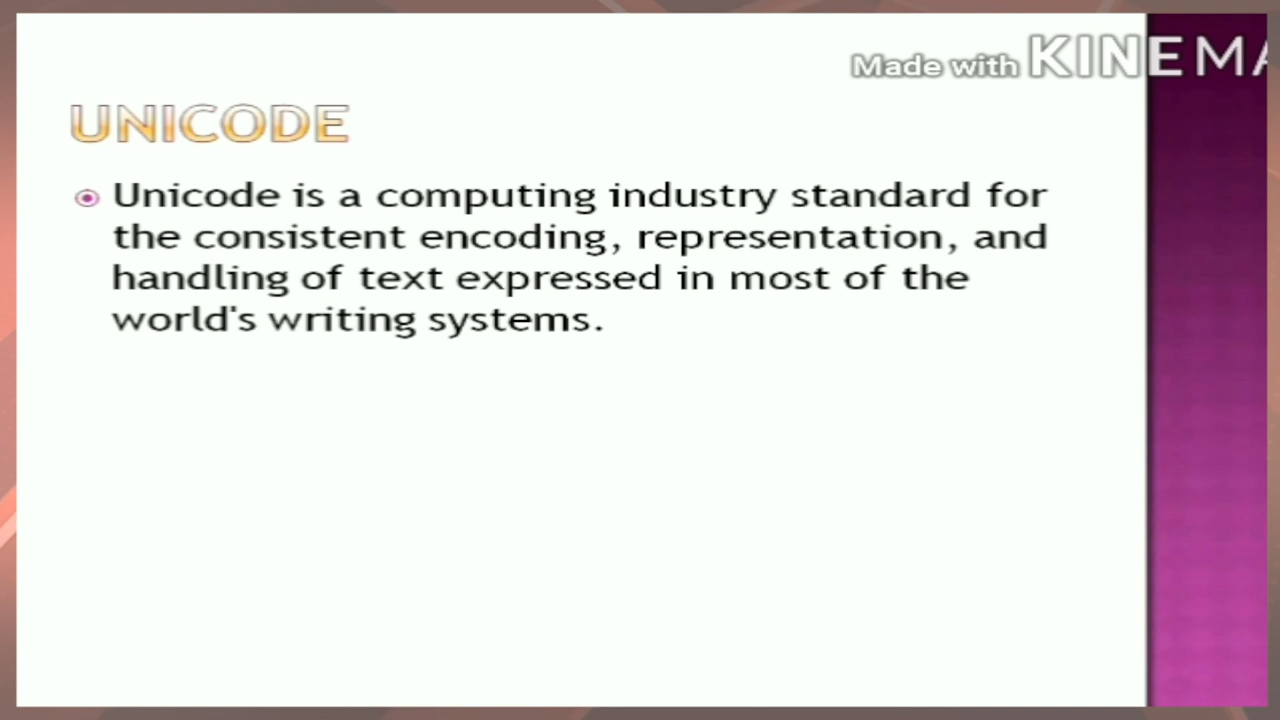 Made with KINEMA
UNICODE
Unicode is a computing industry standard for
the consistent encoding, representation, and
handling of text expressed in most of the
world's writing systems.